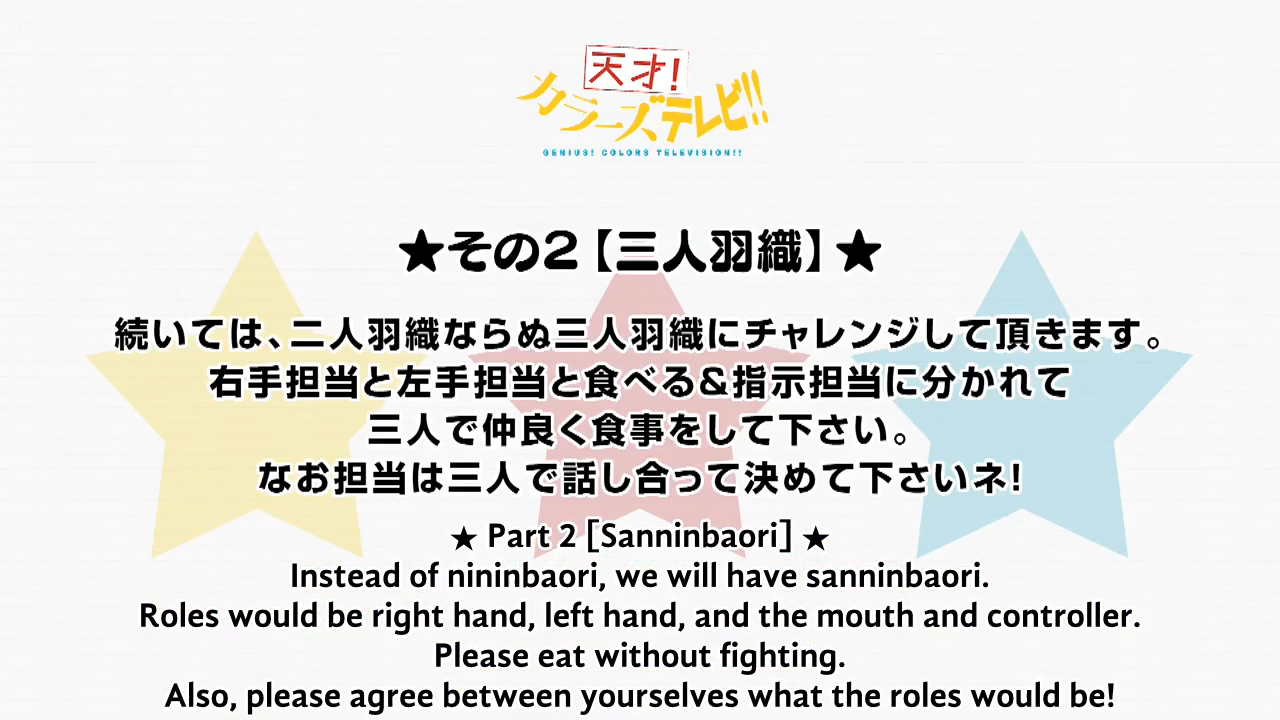 天才!
カラーズテレビ!!
GENIUS! COLORS TELEVISION!!
★その2【三人羽織】★
続いては、二人羽織ならぬ三人羽織にチャレンジして頂きます。
右手担当と左手担当と食べる&指示担当に分かれて
三人で仲良く食事をして下さい。
なお担当は三人で話し合って決めて下さいネ!
★ Part 2 [Sanninbaori] ★
Instead of nininbaori, we will have sanninbaori.
Roles would be right hand, left hand, and the mouth and controller.
Please eat without fighting.
Also, please agree between yourselves what the roles would be!